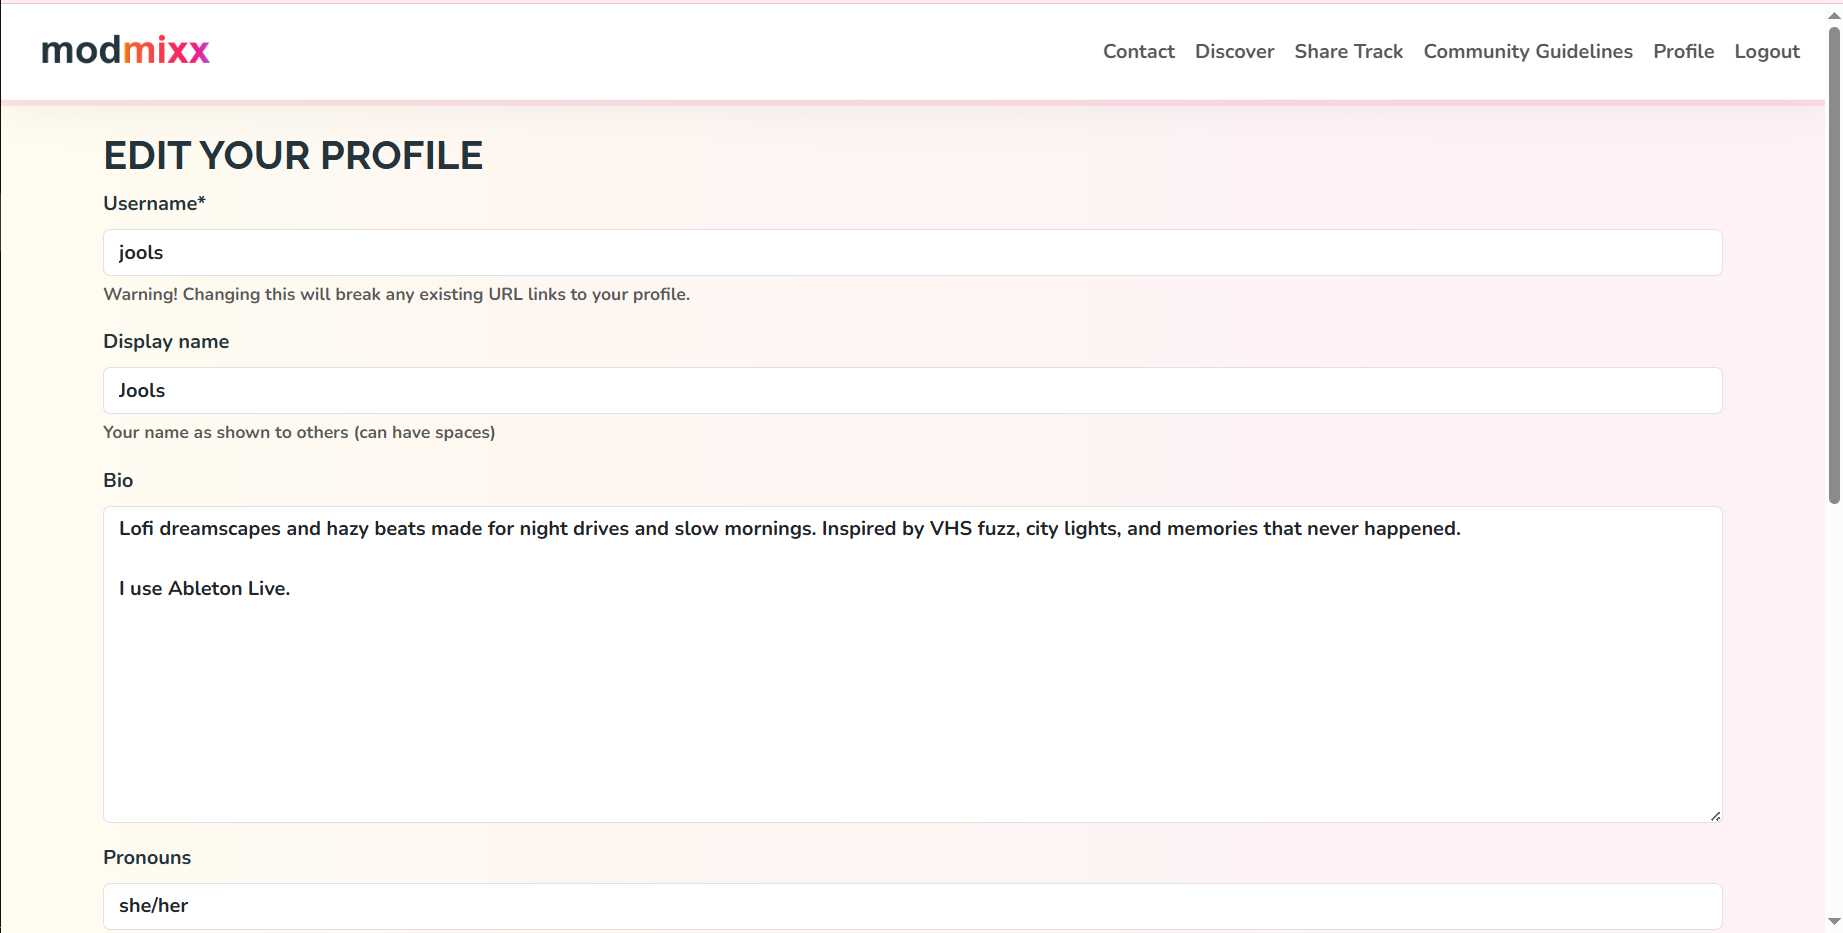 modmixx
Contact Discover Share Track Community Guidelines Profile Logout
EDIT YOUR PROFILE
Username*
jools
Warning! Changing this will break any existing URL links to your profile.
Display name
Jools
Your name as shown to others (can have spaces)
Bio
Lofi dreamscapes and hazy beats made for night drives and slow mornings. Inspired by VHS fuzz, city lights, and memories that never happened.
I use Ableton Live.
Pronouns
she/her